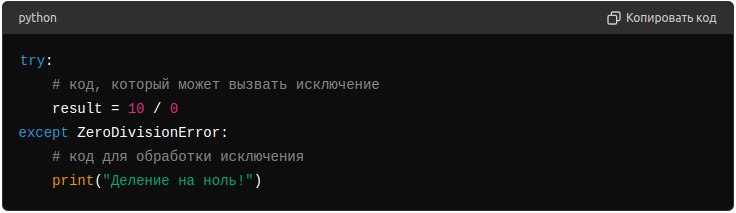 python
Копировать код
try:
    # код, который может вызвать исключение
    result = 10 / 0
except ZeroDivisionError:
    # код для обработки исключения
    print("Деление на ноль!")